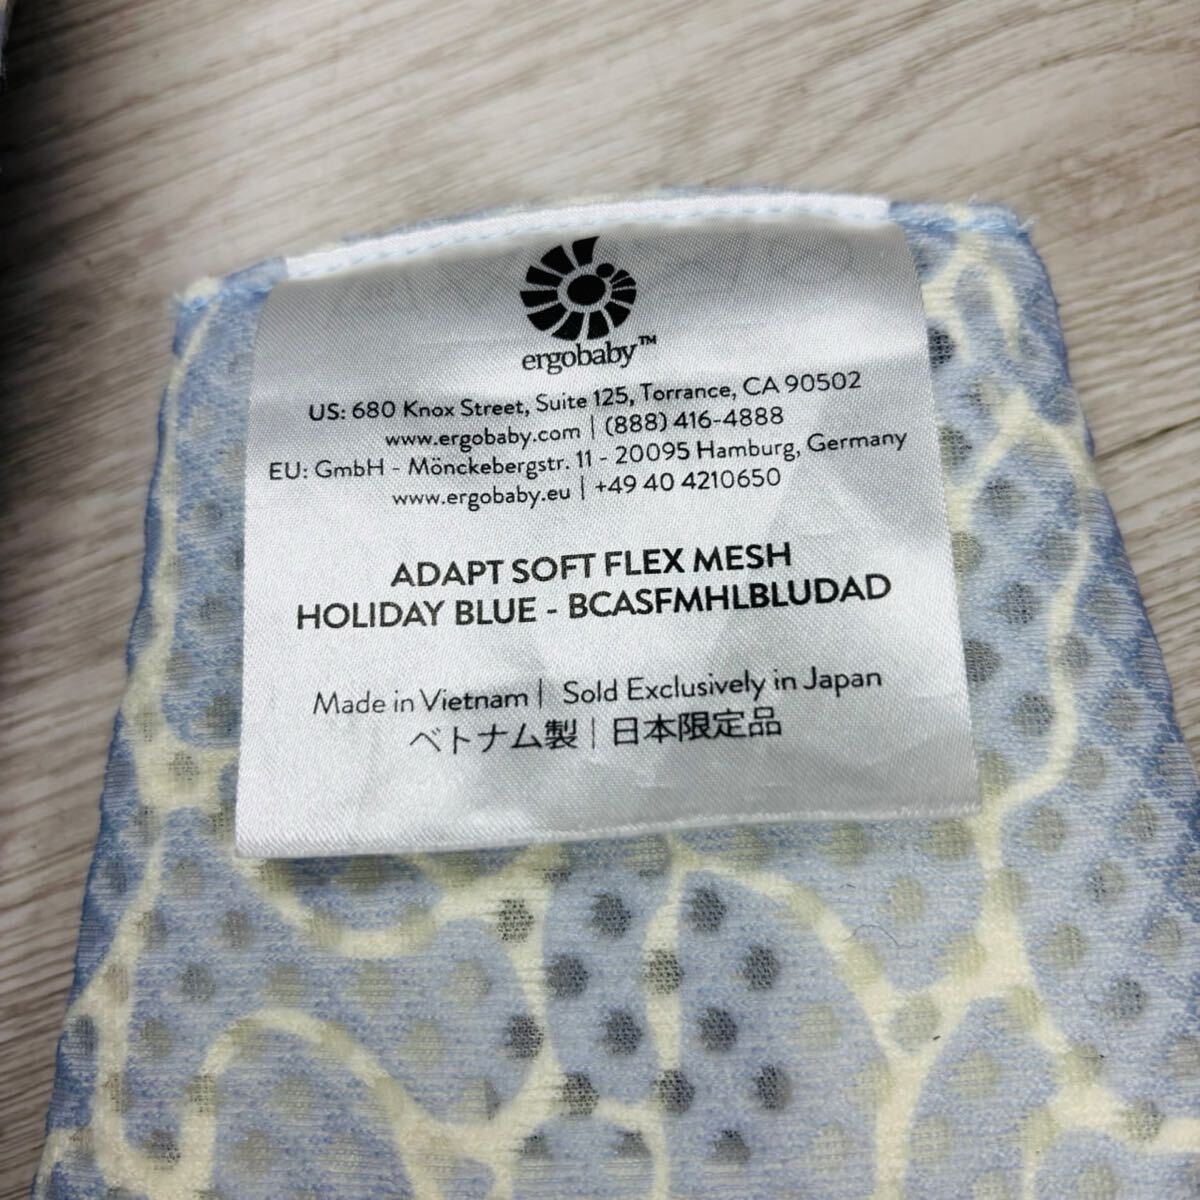 ergobaby™
US: 680 Knox Street, Suite 125, Torrance, CA 90502
www.ergobaby.com | (888) 416-4888
EU: GmbH - Mönckebergstr. 11 - 20095 Hamburg, Germany
www.ergobaby.eu | +49 40 4210650
ADAPT SOFT FLEX MESH
HOLIDAY BLUE - BCASFMHLBLUDAD
Made in Vietnam | Sold Exclusively in Japan
ベトナム製 | 日本限定品